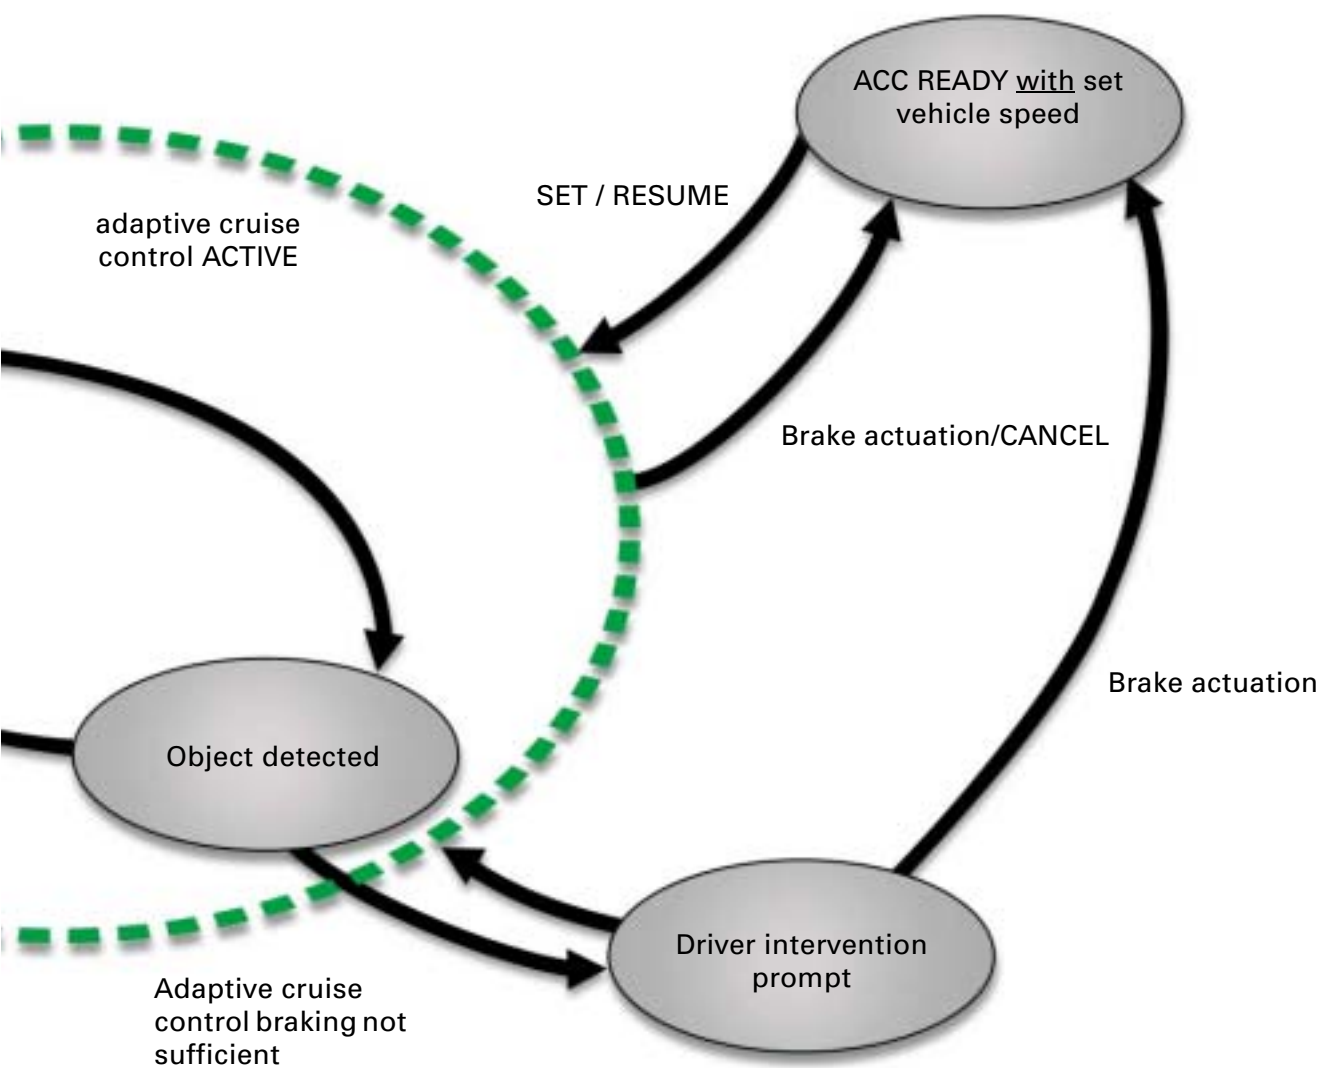 ACC READY with set
vehicle speed
SET / RESUME
adaptive cruise
control ACTIVE
Brake actuation/CANCEL
Brake actuation
Object detected
Driver intervention
prompt
Adaptive cruise
control braking not
sufficient